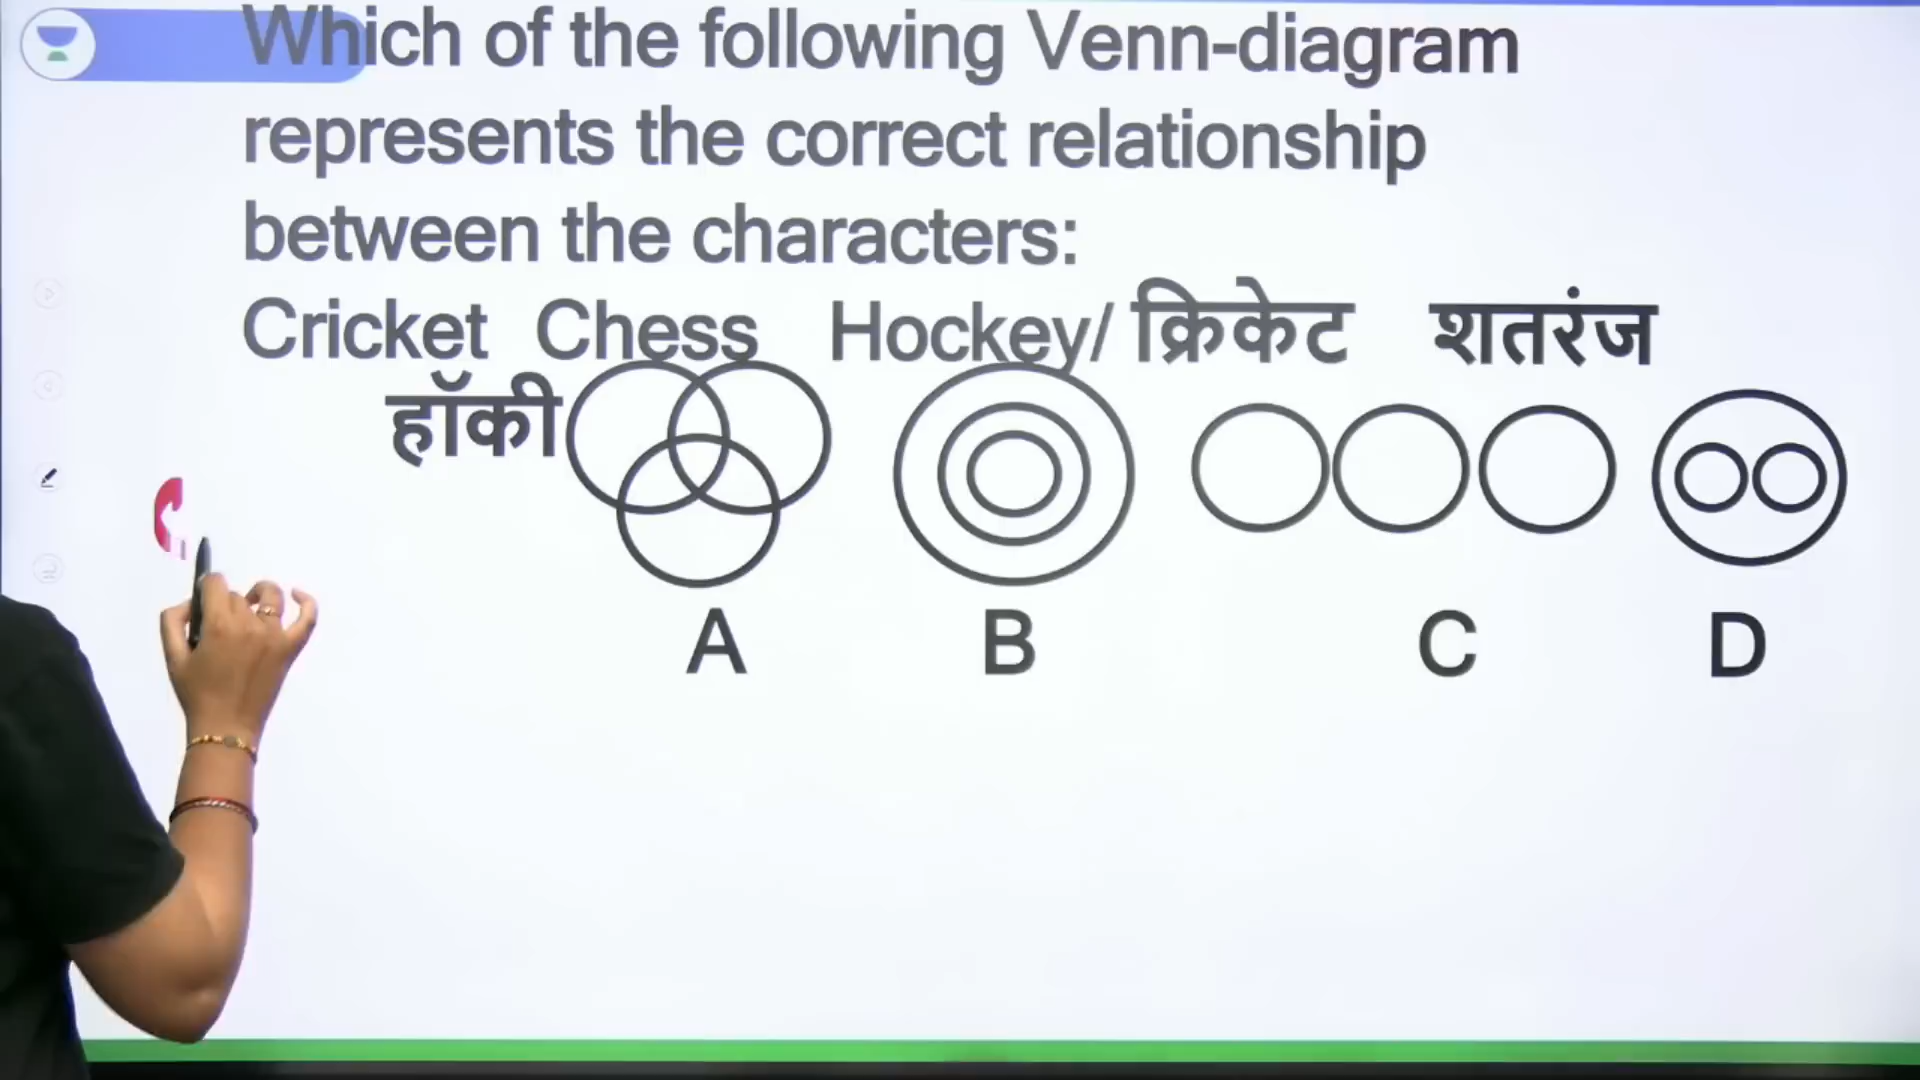 Which of the following Venn-diagram
represents the correct relationship
between the characters:
Cricket Chess Hockey/ क्रिकेट शतरंज
हॉकी
A B C D